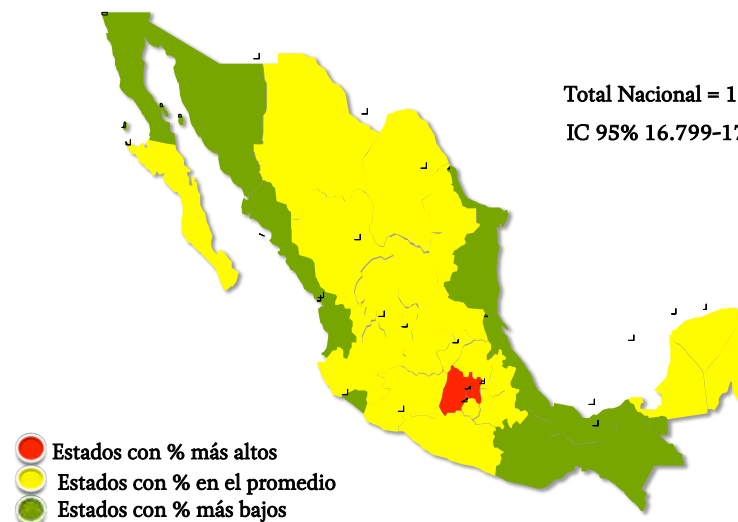 Total Nacional = 1
IC 95% 16.799-17
Estados con % más altos
Estados con % en el promedio
Estados con % más bajos